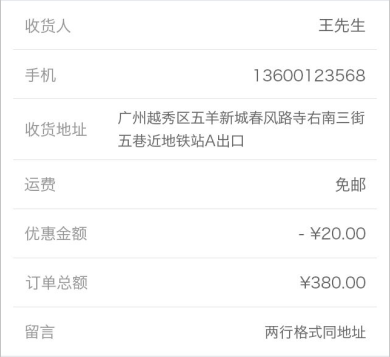 收货人 王先生
手机 13600123568
收货地址 广州越秀区五羊新城春风路寺右南三街
五巷近地铁站A出口
运费 免邮
优惠金额 - ¥20.00
订单总额 ¥380.00
留言 两行格式同地址